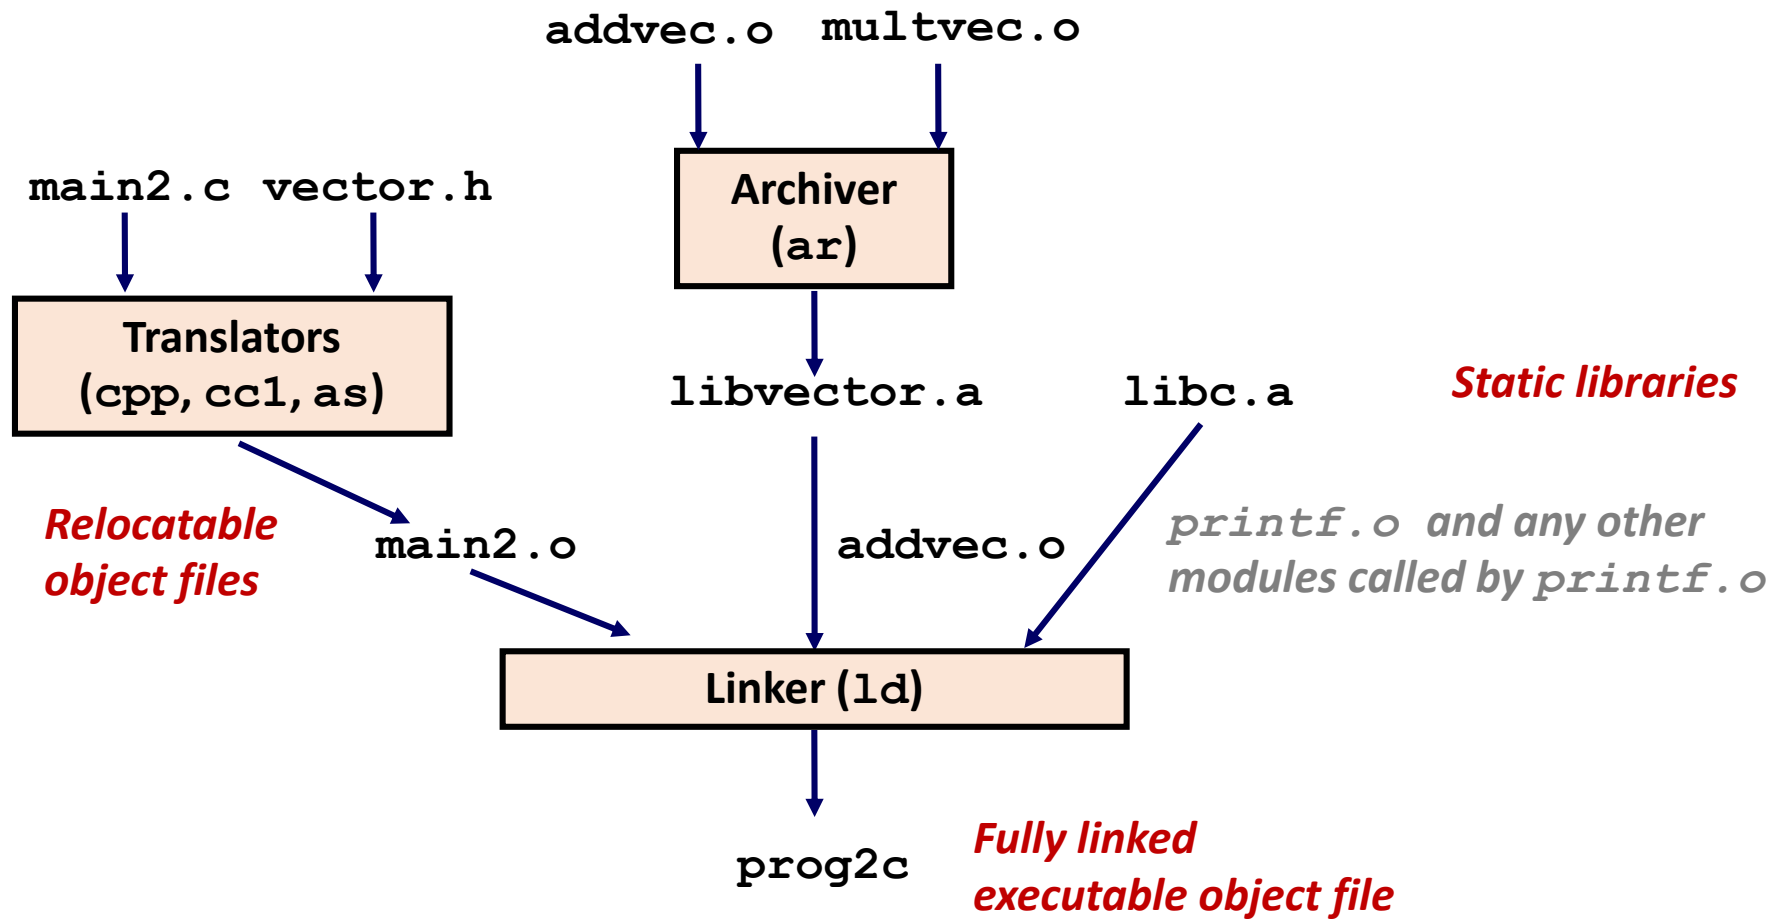 addvec.o multvec.o
main2.c vector.h
Archiver
(ar)
Translators
(cpp, cc1, as)
libvector.a
libc.a
Static libraries
Relocatable
object files
main2.o
addvec.o
printf.o and any other
modules called by printf.o
Linker (ld)
prog2c
Fully linked
executable object file